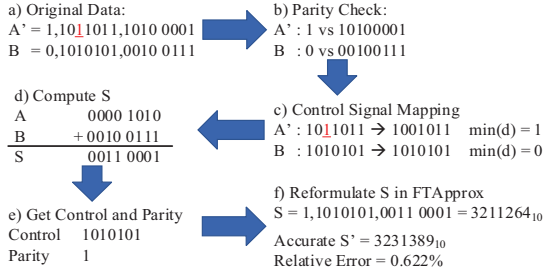 a) Original Data:
A’ = 1,1011011,1010 0001
B = 0,1010101,0010 0111
b) Parity Check:
A’ : 1 vs 10100001
B : 0 vs 00100111
c) Control Signal Mapping
A’ : 1011011 → 1001011 min(d) = 1
B : 1010101 → 1010101 min(d) = 0
d) Compute S
A 0000 1010
B + 0010 0111
S 0011 0001
e) Get Control and Parity
Control 1010101
Parity 1
f) Reformulate S in FTApprox
S = 1,1010101,0011 0001 = 3211264₁₀
Accurate S’ = 3231389₁₀
Relative Error = 0.622%